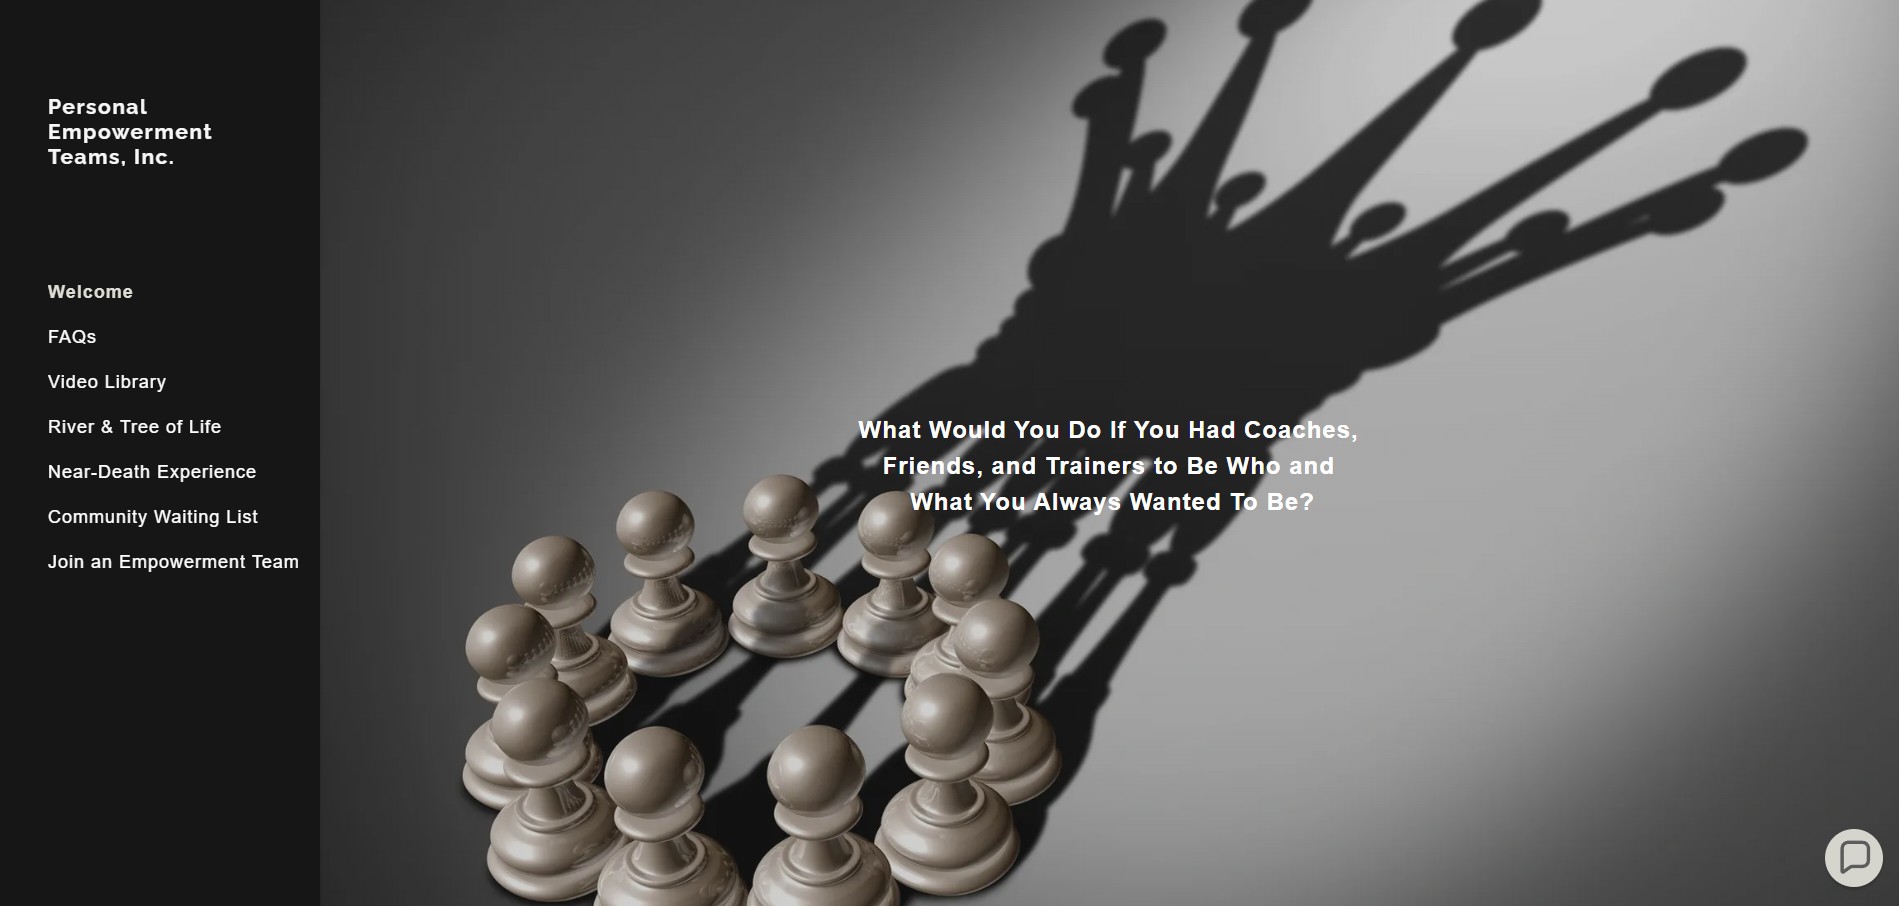 Personal
Empowerment
Teams, Inc.
Welcome
FAQs
Video Library
River & Tree of Life
Near-Death Experience
Community Waiting List
Join an Empowerment Team
What Would You Do If You Had Coaches,
Friends, and Trainers to Be Who and
What You Always Wanted To Be?